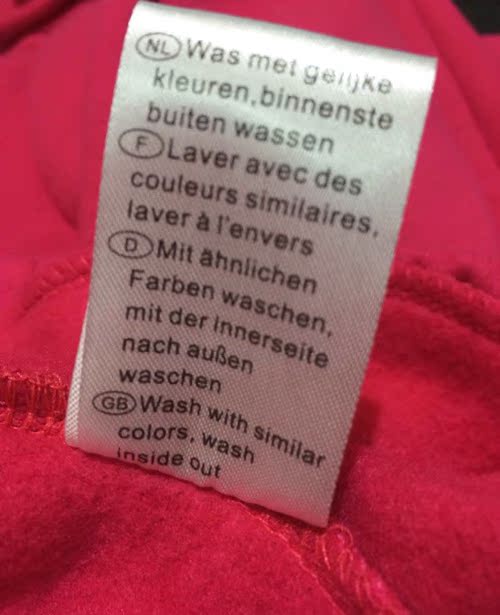 NL Was met gelijke
kleuren, binnenste
buiten wassen
F Laver avec des
couleurs similaires,
laver à l'envers
D Mit ähnlichen
Farben waschen,
mit der Innerseite
nach außen
waschen
GB Wash with similar
colors, wash
inside out